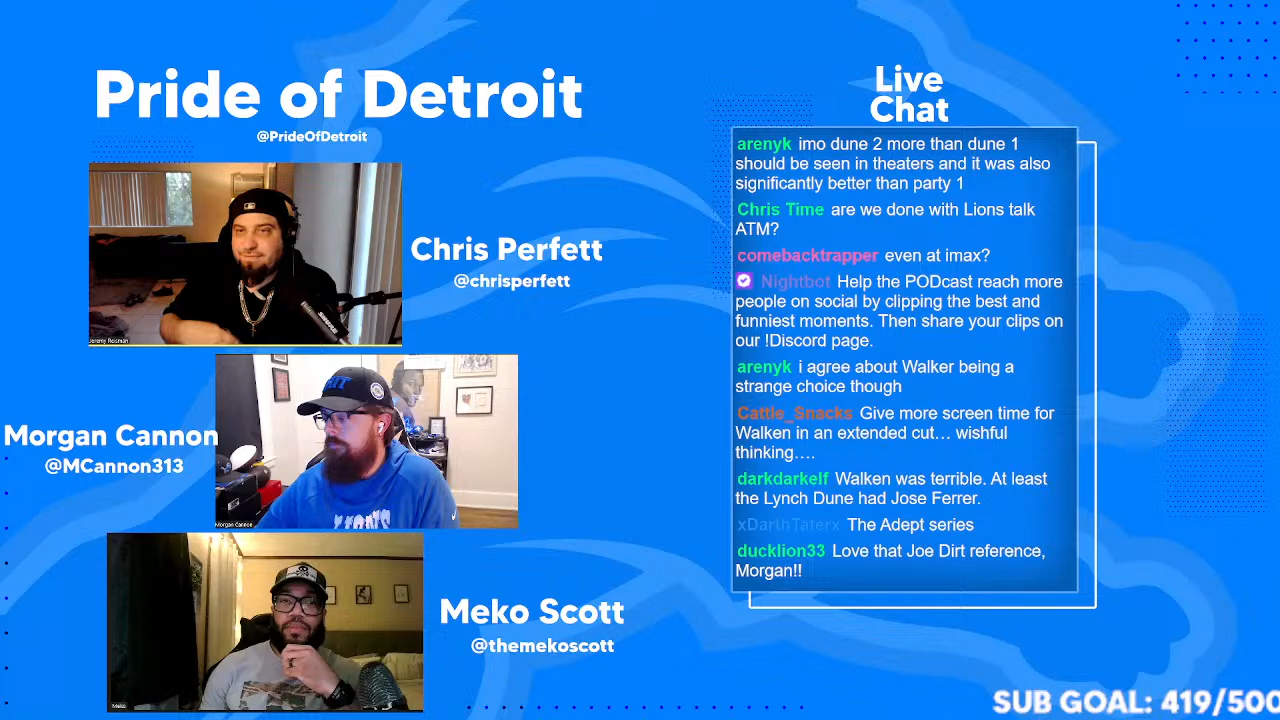 Pride of Detroit
@PrideOfDetroit
Jeremy Reisman
Chris Perfett
@chrisperfett
Morgan Cannon
@MCannon313
Morgan Cannon
LIONS
Meko
Meko Scott
@themekoscott
Live
Chat
arenyk imo dune 2 more than dune 1
should be seen in theaters and it was also
significantly better than party 1
Chris Time are we done with Lions talk
ATM?
comebacktrapper even at imax?
Nightbot Help the PODcast reach more
people on social by clipping the best and
funniest moments. Then share your clips on
our !Discord page.
arenyk i agree about Walker being a
strange choice though
Cattle_Snacks Give more screen time for
Walken in an extended cut… wishful
thinking….
darkdarkelf Walken was terrible. At least
the Lynch Dune had Jose Ferrer.
xDarthTaterx The Adept series
ducklion33 Love that Joe Dirt reference,
Morgan!!
SUB GOAL: 419/500